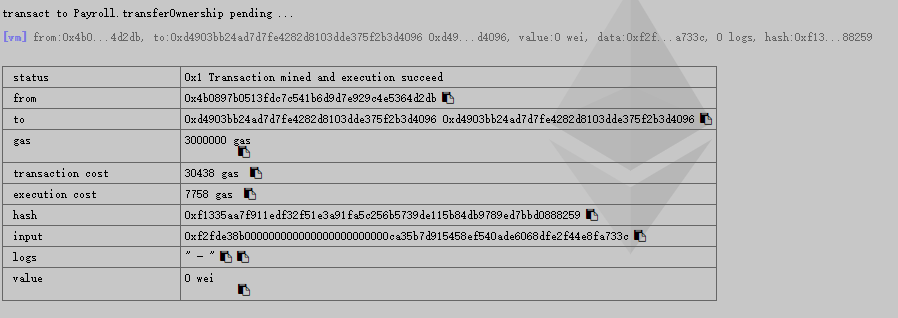 transact to Payroll.transferOwnership pending ...
[vm] from:0x4b0...4d2db, to:0xd4903bb24ad7d7fe4282d8103dde375f2b3d4096 0xd49...d4096, value:0 wei, data:0xf2f...a733c, 0 logs, hash:0xf13...88259
status 0x1 Transaction mined and execution succeed
from 0x4b0897b0513fdc7c541b6d9d7e929c4e5364d2db
to 0xd4903bb24ad7d7fe4282d8103dde375f2b3d4096 0xd4903bb24ad7d7fe4282d8103dde375f2b3d4096
gas 3000000 gas
transaction cost 30438 gas
execution cost 7758 gas
hash 0xf1335aa7f911edf32f51e3a91fa5c256b5739de115b84db9789ed7bbd0888259
input 0xf2fde38b000000000000000000000000ca35b7d915458ef540ade6068dfe2f44e8fa733c
logs " - "
value 0 wei